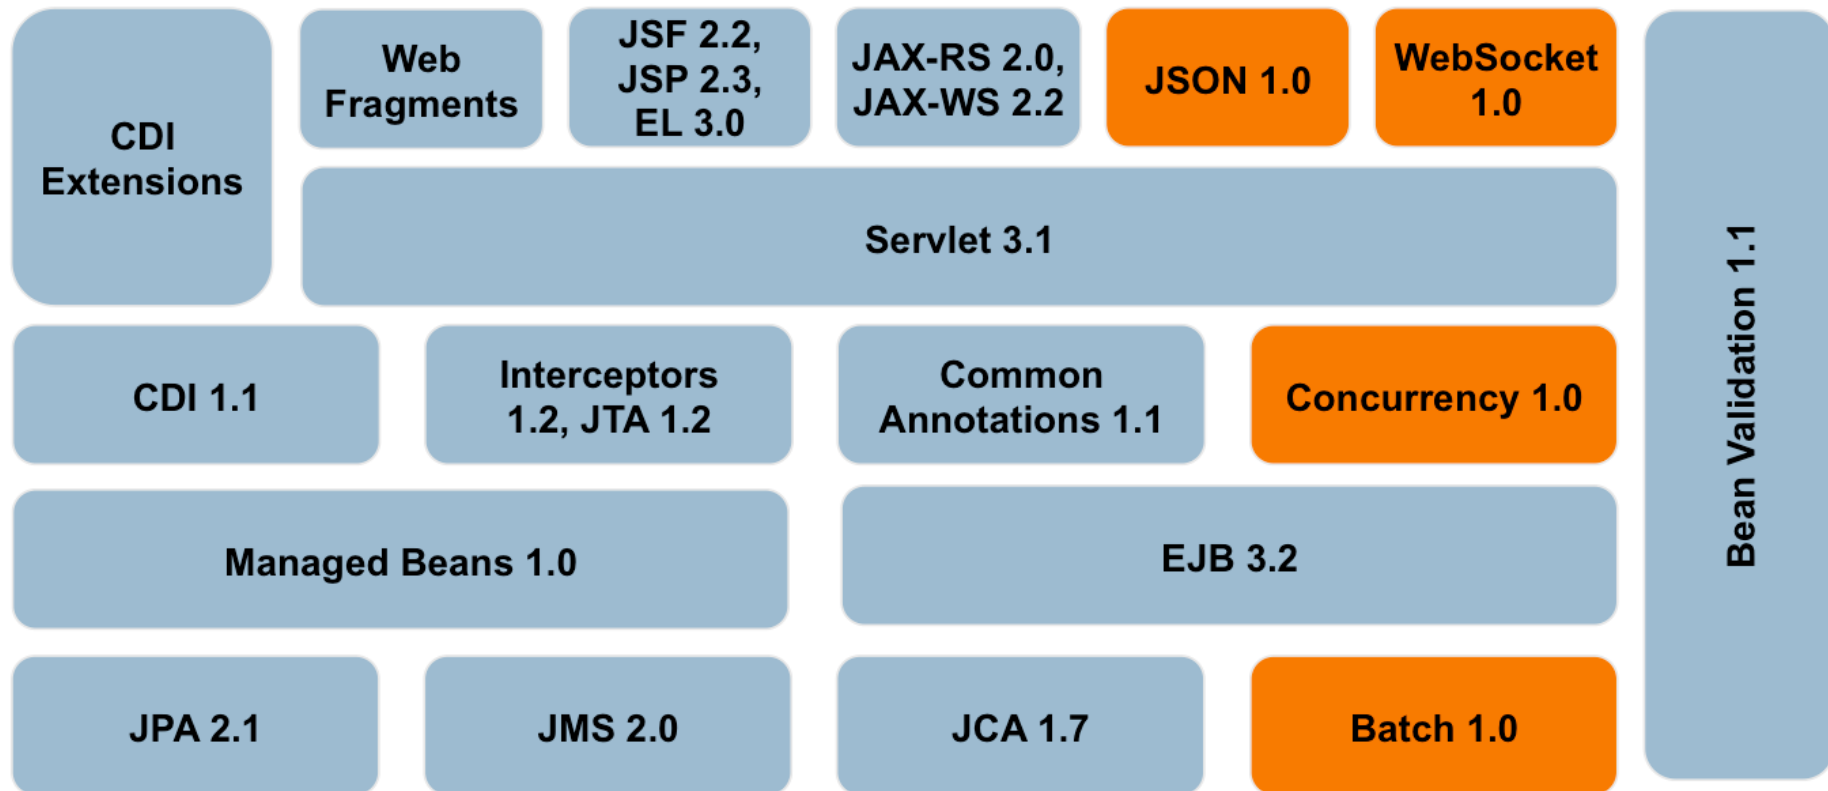 CDI
Extensions
Web
Fragments
JSF 2.2,
JSP 2.3,
EL 3.0
JAX-RS 2.0,
JAX-WS 2.2
JSON 1.0
WebSocket
1.0
Servlet 3.1
Bean Validation 1.1
CDI 1.1
Interceptors
1.2, JTA 1.2
Common
Annotations 1.1
Concurrency 1.0
Managed Beans 1.0
EJB 3.2
JPA 2.1
JMS 2.0
JCA 1.7
Batch 1.0